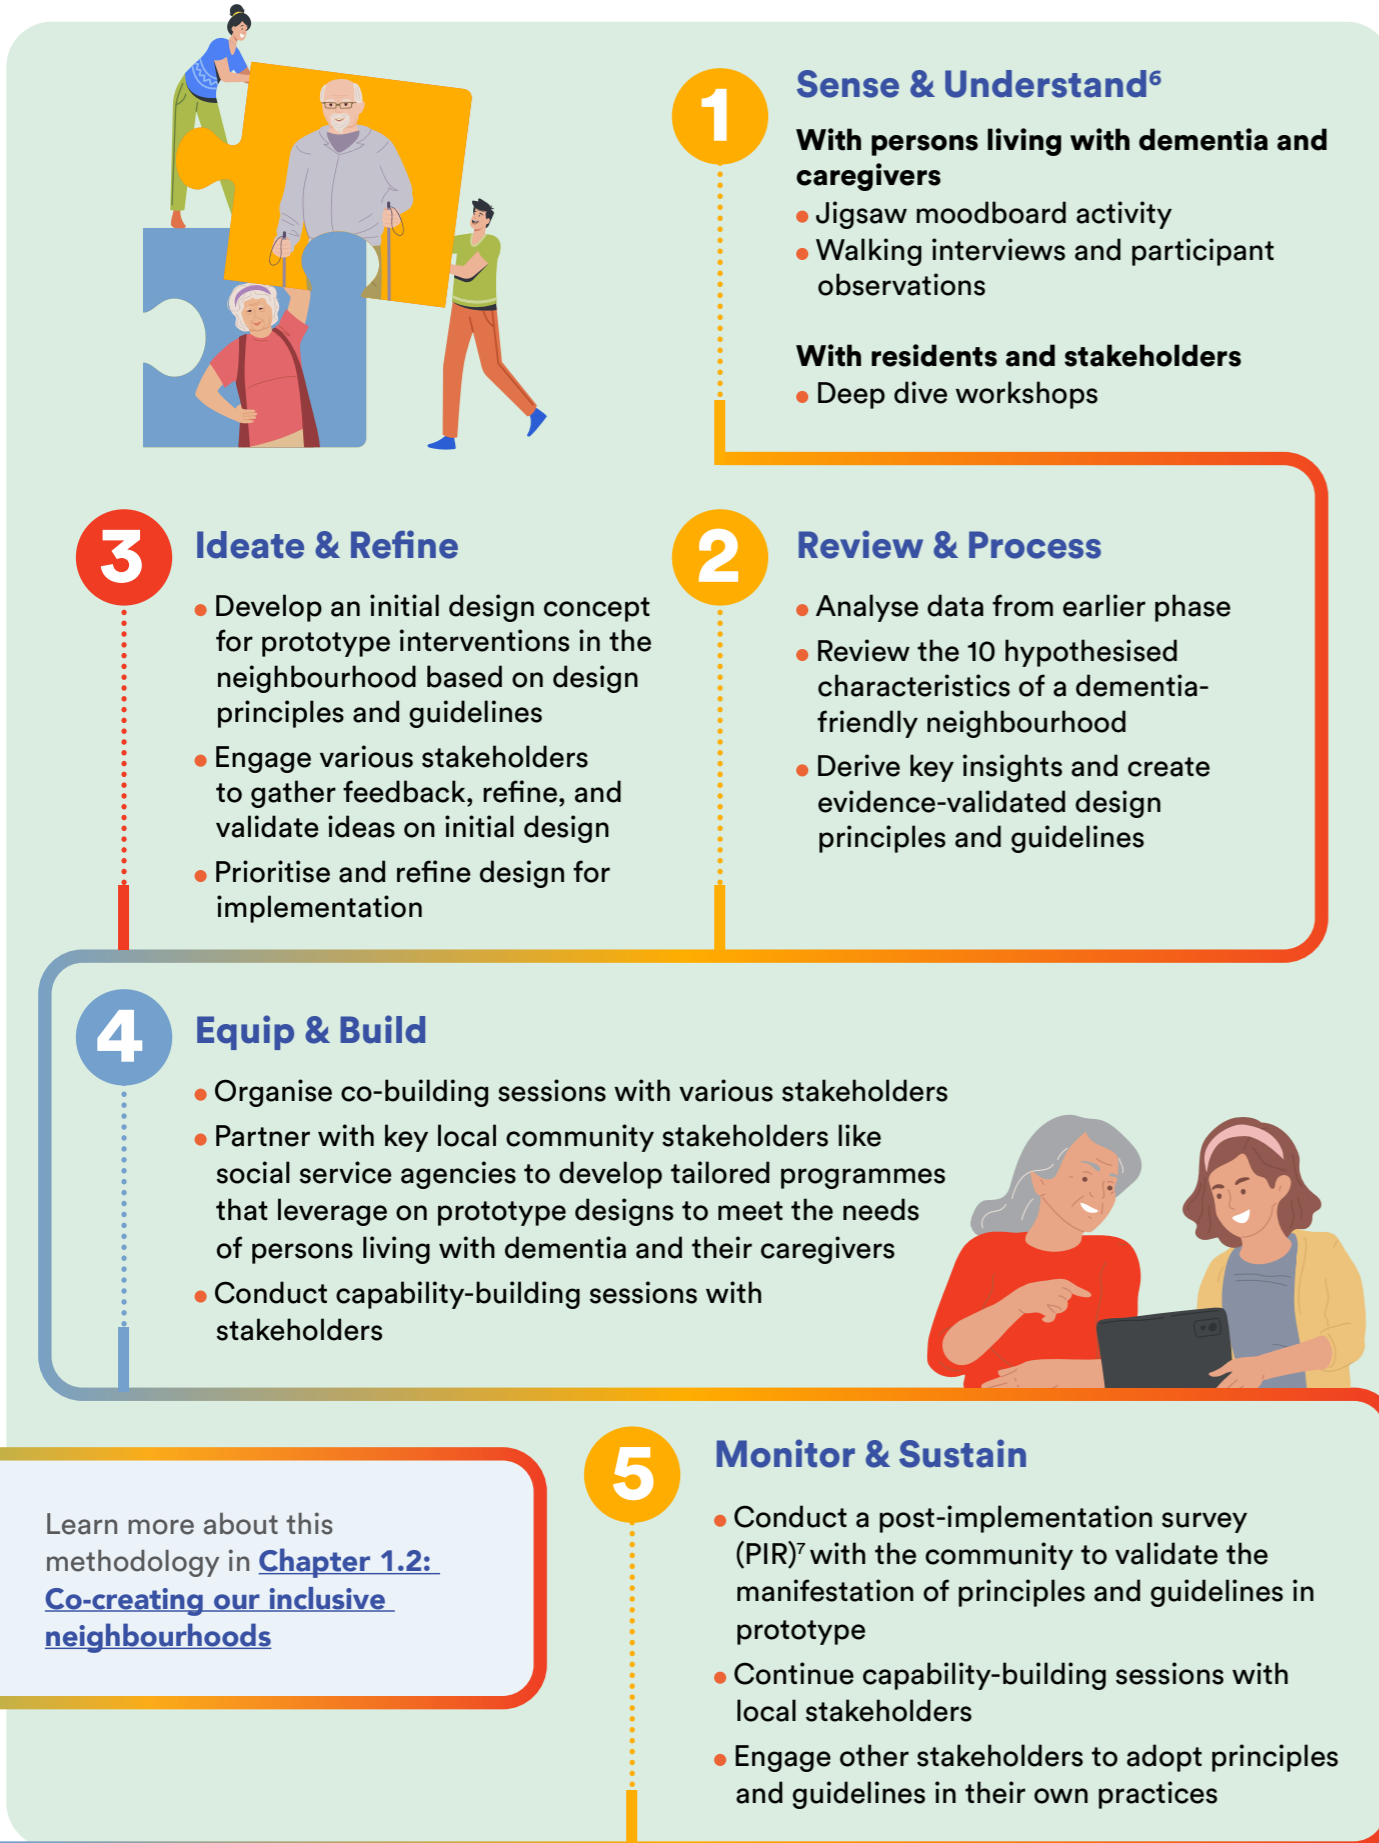 1
Sense & Understand⁶
With persons living with dementia and
caregivers
• Jigsaw moodboard activity
• Walking interviews and participant
observations
With residents and stakeholders
• Deep dive workshops
2
Review & Process
• Analyse data from earlier phase
• Review the 10 hypothesised
characteristics of a dementia-
friendly neighbourhood
• Derive key insights and create
evidence-validated design
principles and guidelines
3
Ideate & Refine
• Develop an initial design concept
for prototype interventions in the
neighbourhood based on design
principles and guidelines
• Engage various stakeholders
to gather feedback, refine, and
validate ideas on initial design
• Prioritise and refine design for
implementation
4
Equip & Build
• Organise co-building sessions with various stakeholders
• Partner with key local community stakeholders like
social service agencies to develop tailored programmes
that leverage on prototype designs to meet the needs
of persons living with dementia and their caregivers
• Conduct capability-building sessions with
stakeholders
5
Monitor & Sustain
• Conduct a post-implementation survey
(PIR)⁷ with the community to validate the
manifestation of principles and guidelines in
prototype
• Continue capability-building sessions with
local stakeholders
• Engage other stakeholders to adopt principles
and guidelines in their own practices
Learn more about this
methodology in Chapter 1.2:
Co-creating our inclusive
neighbourhoods